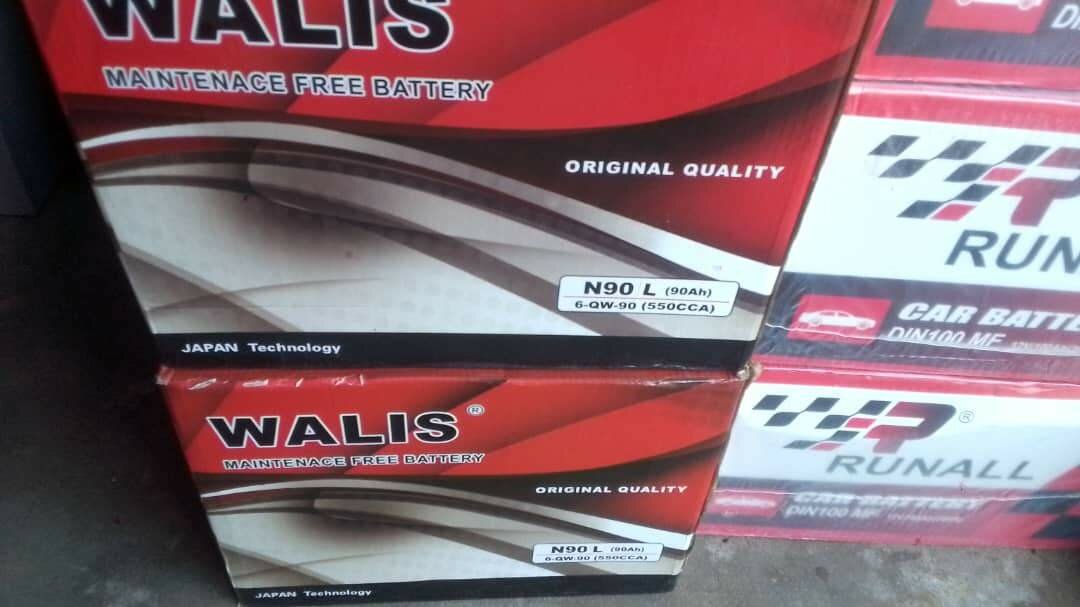 WALIS
MAINTENACE FREE BATTERY
ORIGINAL QUALITY
N90 L (90Ah)
6-QW-90 (550CCA)
JAPAN Technology
WALIS®
MAINTENACE FREE BATTERY
ORIGINAL QUALITY
N90 L (90Ah)
6-QW-90 (550CCA)
JAPAN Technology
RUN
CAR BATTE
DIN100 MF
R®
RUNALL
CAR BATTERY
DIN100 MF